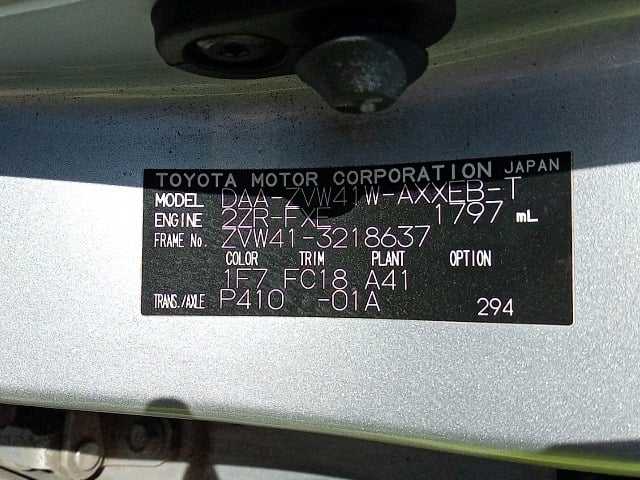 TOYOTA MOTOR CORPORATION JAPAN
MODEL DAA-ZVW41W-AXXEB-T
ENGINE 2ZR-FXE 1797 mL
FRAME No. ZVW41-3218637
COLOR TRIM PLANT OPTION
1F7 FC18 A41
TRANS./AXLE P410 -01A 294